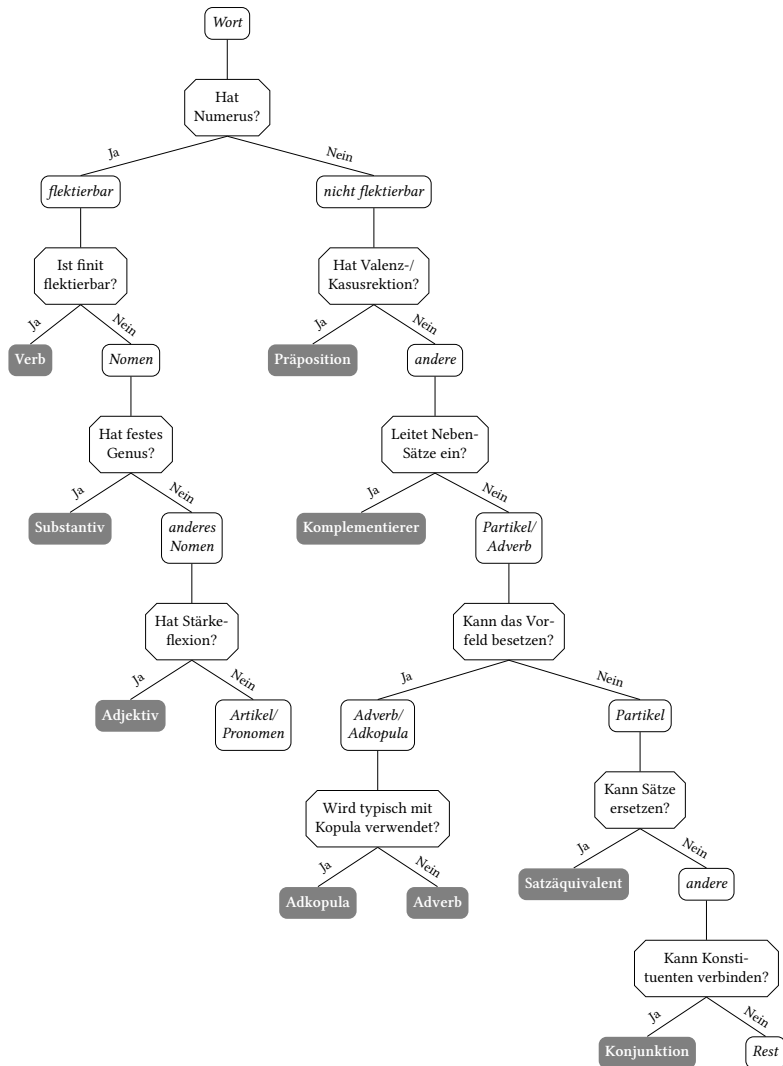 Wort
Hat
Numerus?
Ja
Nein
flektierbar
nicht flektierbar
Ist finit
flektierbar?
Hat Valenz-/
Kasusrektion?
Ja
Nein
Ja
Nein
Verb
Nomen
Präposition
andere
Hat festes
Genus?
Leitet Neben-
Sätze ein?
Ja
Nein
Ja
Nein
Substantiv
anderes
Nomen
Komplementierer
Partikel/
Adverb
Hat Stärke-
flexion?
Kann das Vor-
feld besetzen?
Ja
Nein
Ja
Nein
Adjektiv
Artikel/
Pronomen
Adverb/
Adkopula
Partikel
Wird typisch mit
Kopula verwendet?
Kann Sätze
ersetzen?
Ja
Nein
Ja
Nein
Adkopula
Adverb
Satzäquivalent
andere
Kann Konsti-
tuenten verbinden?
Ja
Nein
Konjunktion
Rest